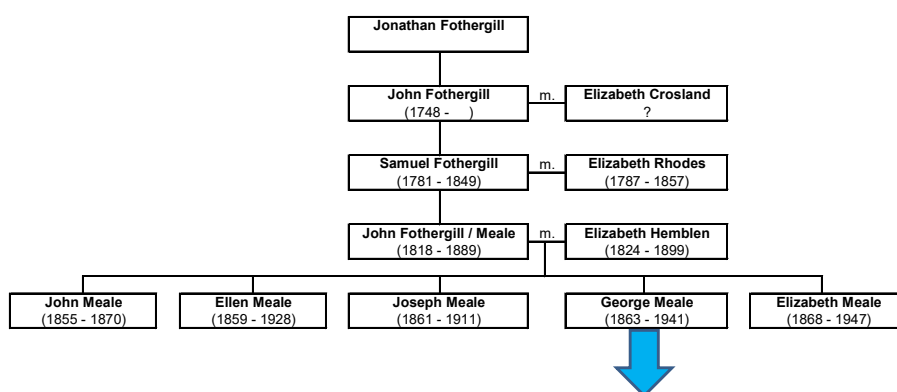 Jonathan Fothergill
John Fothergill m. Elizabeth Crosland
(1748 - ) ?
Samuel Fothergill m. Elizabeth Rhodes
(1781 - 1849) (1787 - 1857)
John Fothergill / Meale m. Elizabeth Hemblen
(1818 - 1889) (1824 - 1899)
John Meale Ellen Meale Joseph Meale George Meale Elizabeth Meale
(1855 - 1870) (1859 - 1928) (1861 - 1911) (1863 - 1941) (1868 - 1947)